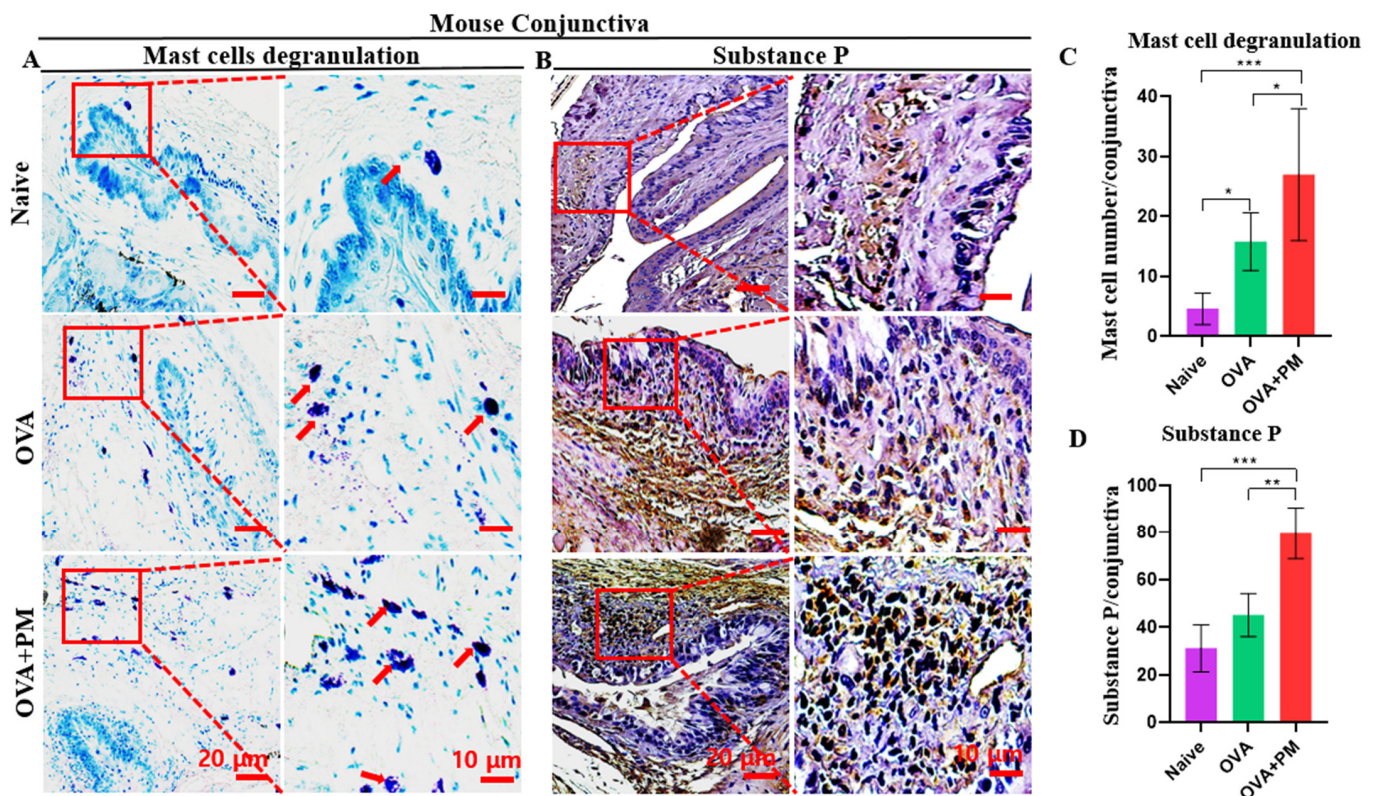 Mouse Conjunctiva
A Mast cells degranulation
B Substance P
Naive
OVA
OVA+PM
20 μm
10 μm
20 μm
10 μm
C Mast cell degranulation
Mast cell number/conjunctiva
40
30
20
10
0
***
*
*
Naive
OVA
OVA+PM
D Substance P
Substance P/conjunctiva
100
80
60
40
20
0
***
**
Naive
OVA
OVA+PM